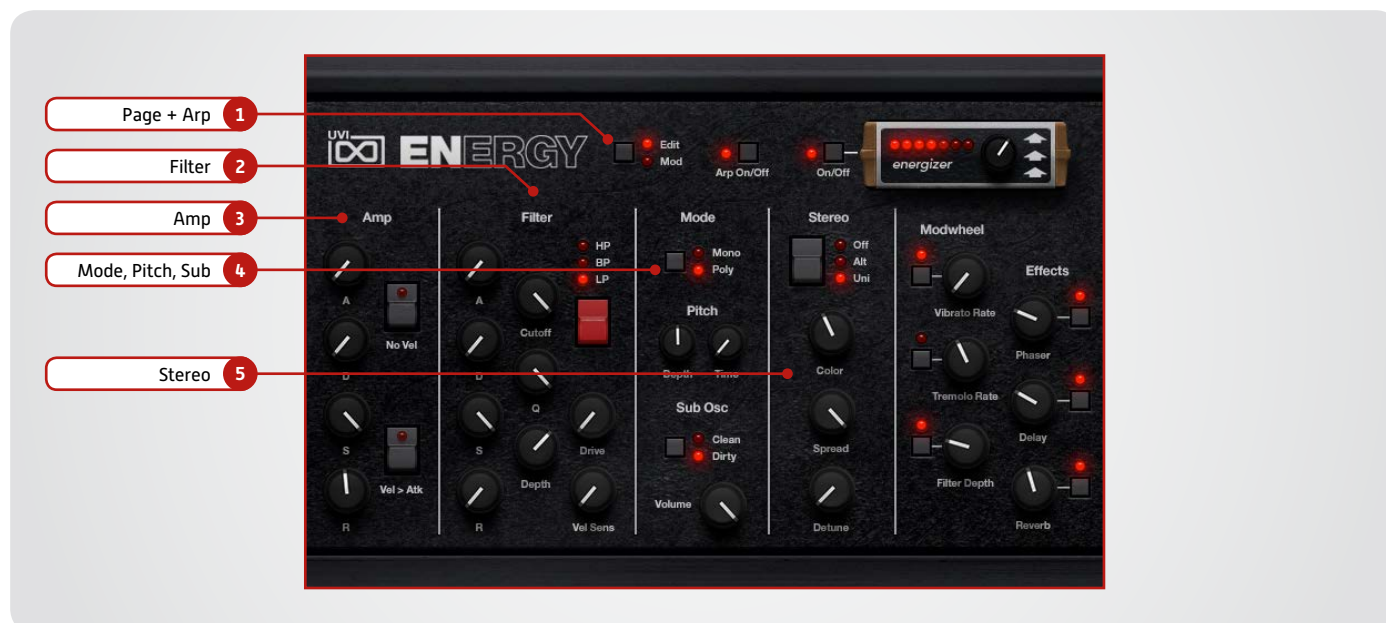 Page + Arp 1
Filter 2
Amp 3
Mode, Pitch, Sub 4
Stereo 5
UVI
ENERGY
Edit
Mod
Arp On/Off
On/Off
energizer
Amp
A
No Vel
D
S
Vel > Atk
R
Filter
HP
BP
LP
A
Cutoff
D
Q
S
Drive
Depth
R
Vel Sens
Mode
Mono
Poly
Pitch
Depth Time
Sub Osc
Clean
Dirty
Volume
Stereo
Off
Alt
Uni
Color
Spread
Detune
Modwheel
Vibrato Rate
Tremolo Rate
Filter Depth
Effects
Phaser
Delay
Reverb